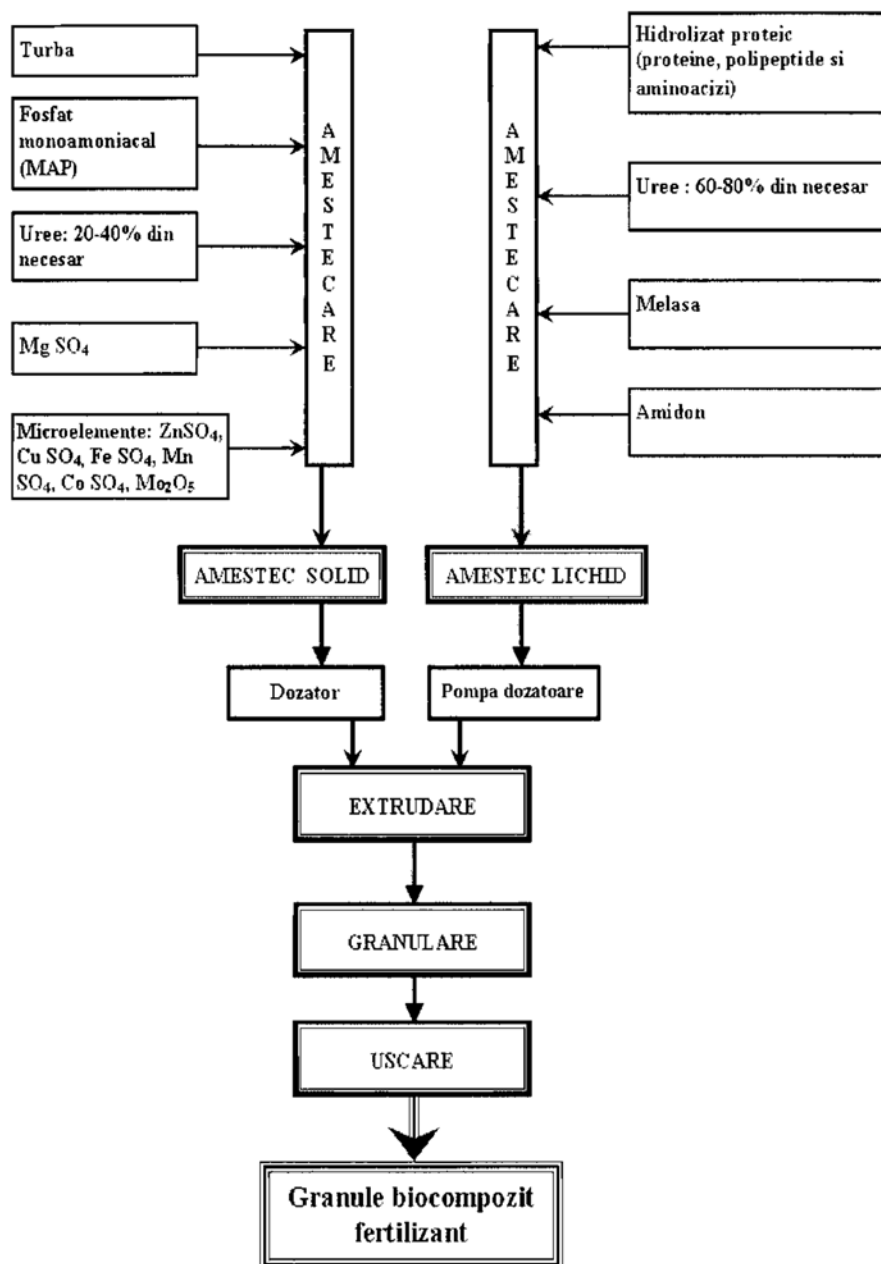 Turba
Fosfat
monoamoniacal
(MAP)
Uree: 20-40% din
necesar
Mg SO₄
Microelemente: ZnSO₄,
Cu SO₄, Fe SO₄, Mn
SO₄, Co SO₄, Mo₂O₅
AMESTECARE
AMESTECARE
Hidrolizat proteic
(proteine, polipeptide si
aminoacizi)
Uree : 60-80% din necesar
Melasa
Amidon
AMESTEC SOLID
AMESTEC LICHID
Dozator
Pompa dozatoare
EXTRUDARE
GRANULARE
USCARE
Granule biocompozit
fertilizant